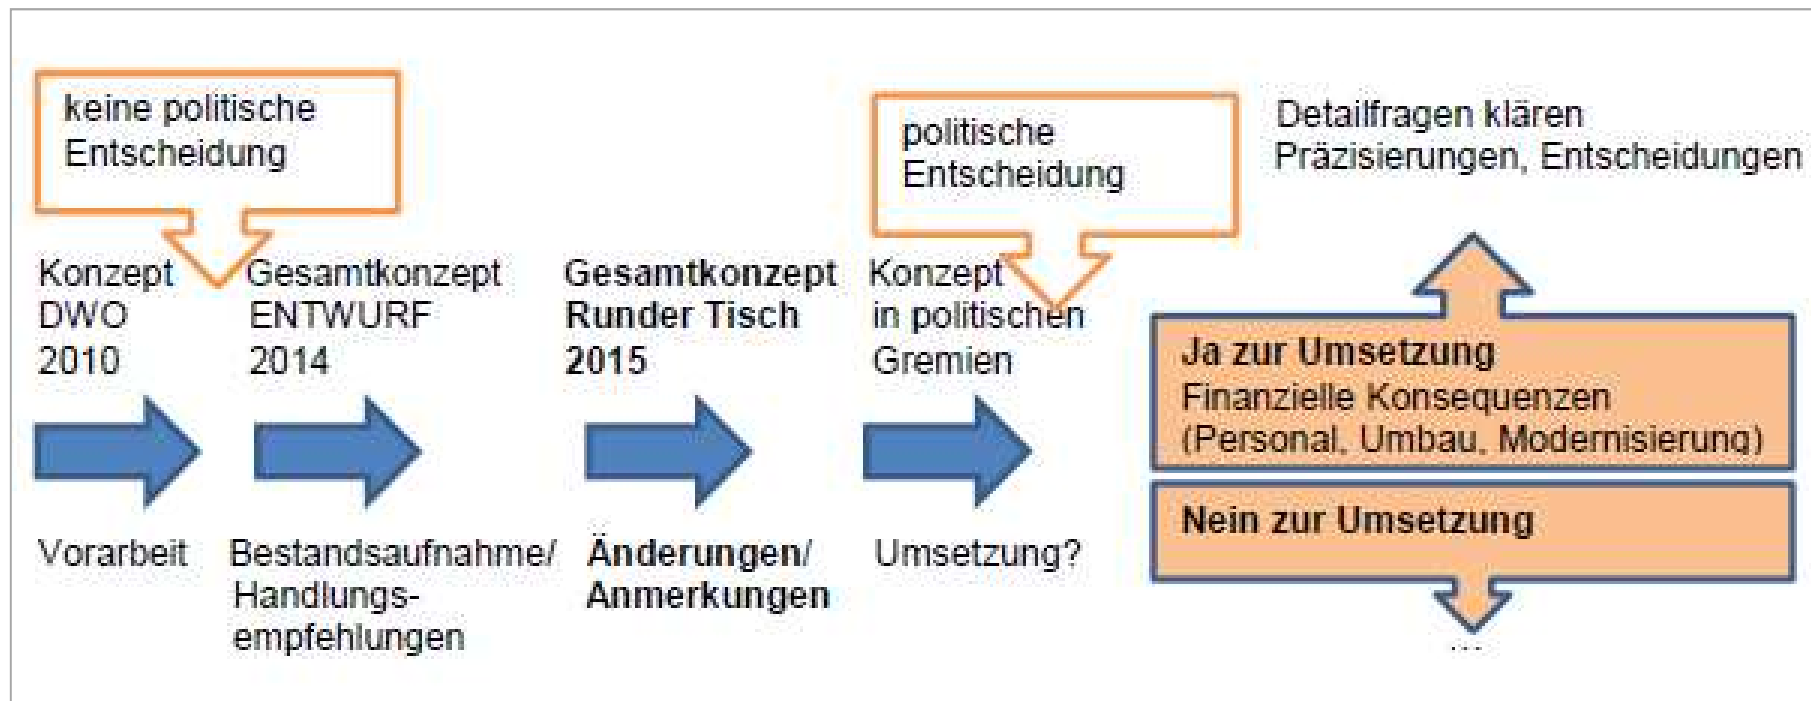 keine politische
Entscheidung
politische
Entscheidung
Detailfragen klären
Präzisierungen, Entscheidungen
Konzept
DWO
2010
Gesamtkonzept
ENTWURF
2014
Gesamtkonzept
Runder Tisch
2015
Konzept
in politischen
Gremien
Ja zur Umsetzung
Finanzielle Konsequenzen
(Personal, Umbau, Modernisierung)
Nein zur Umsetzung
Vorarbeit
Bestandsaufnahme/
Handlungs-
empfehlungen
Änderungen/
Anmerkungen
Umsetzung?
...